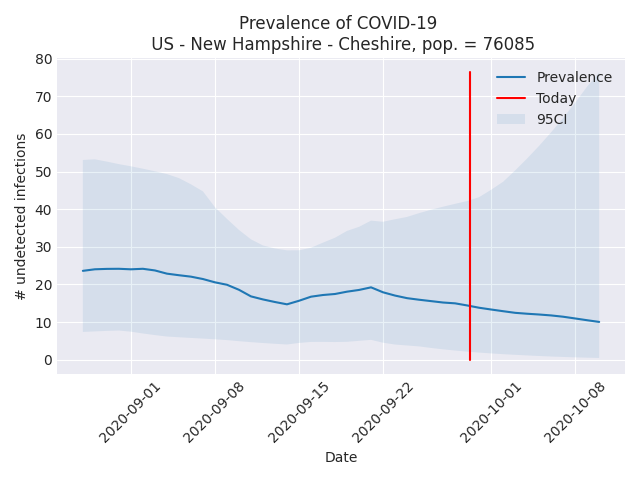 Prevalence of COVID-19
US - New Hampshire - Cheshire, pop. = 76085
80
70
60
50
40
30
20
10
0
# undetected infections
Prevalence
Today
95CI
2020-09-01
2020-09-08
2020-09-15
2020-09-22
2020-10-01
2020-10-08
Date